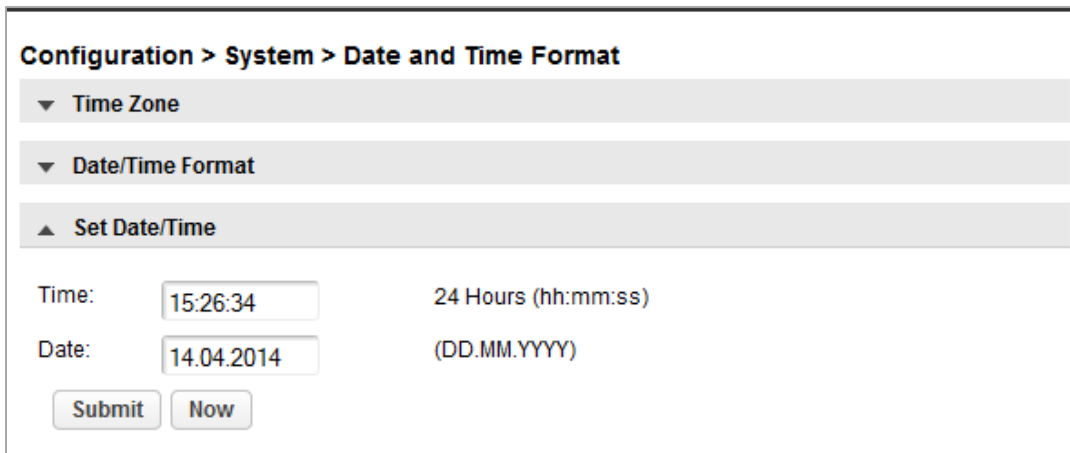 Configuration > System > Date and Time Format
Time Zone
Date/Time Format
Set Date/Time
Time: 15:26:34 24 Hours (hh:mm:ss)
Date: 14.04.2014 (DD.MM.YYYY)
Submit Now